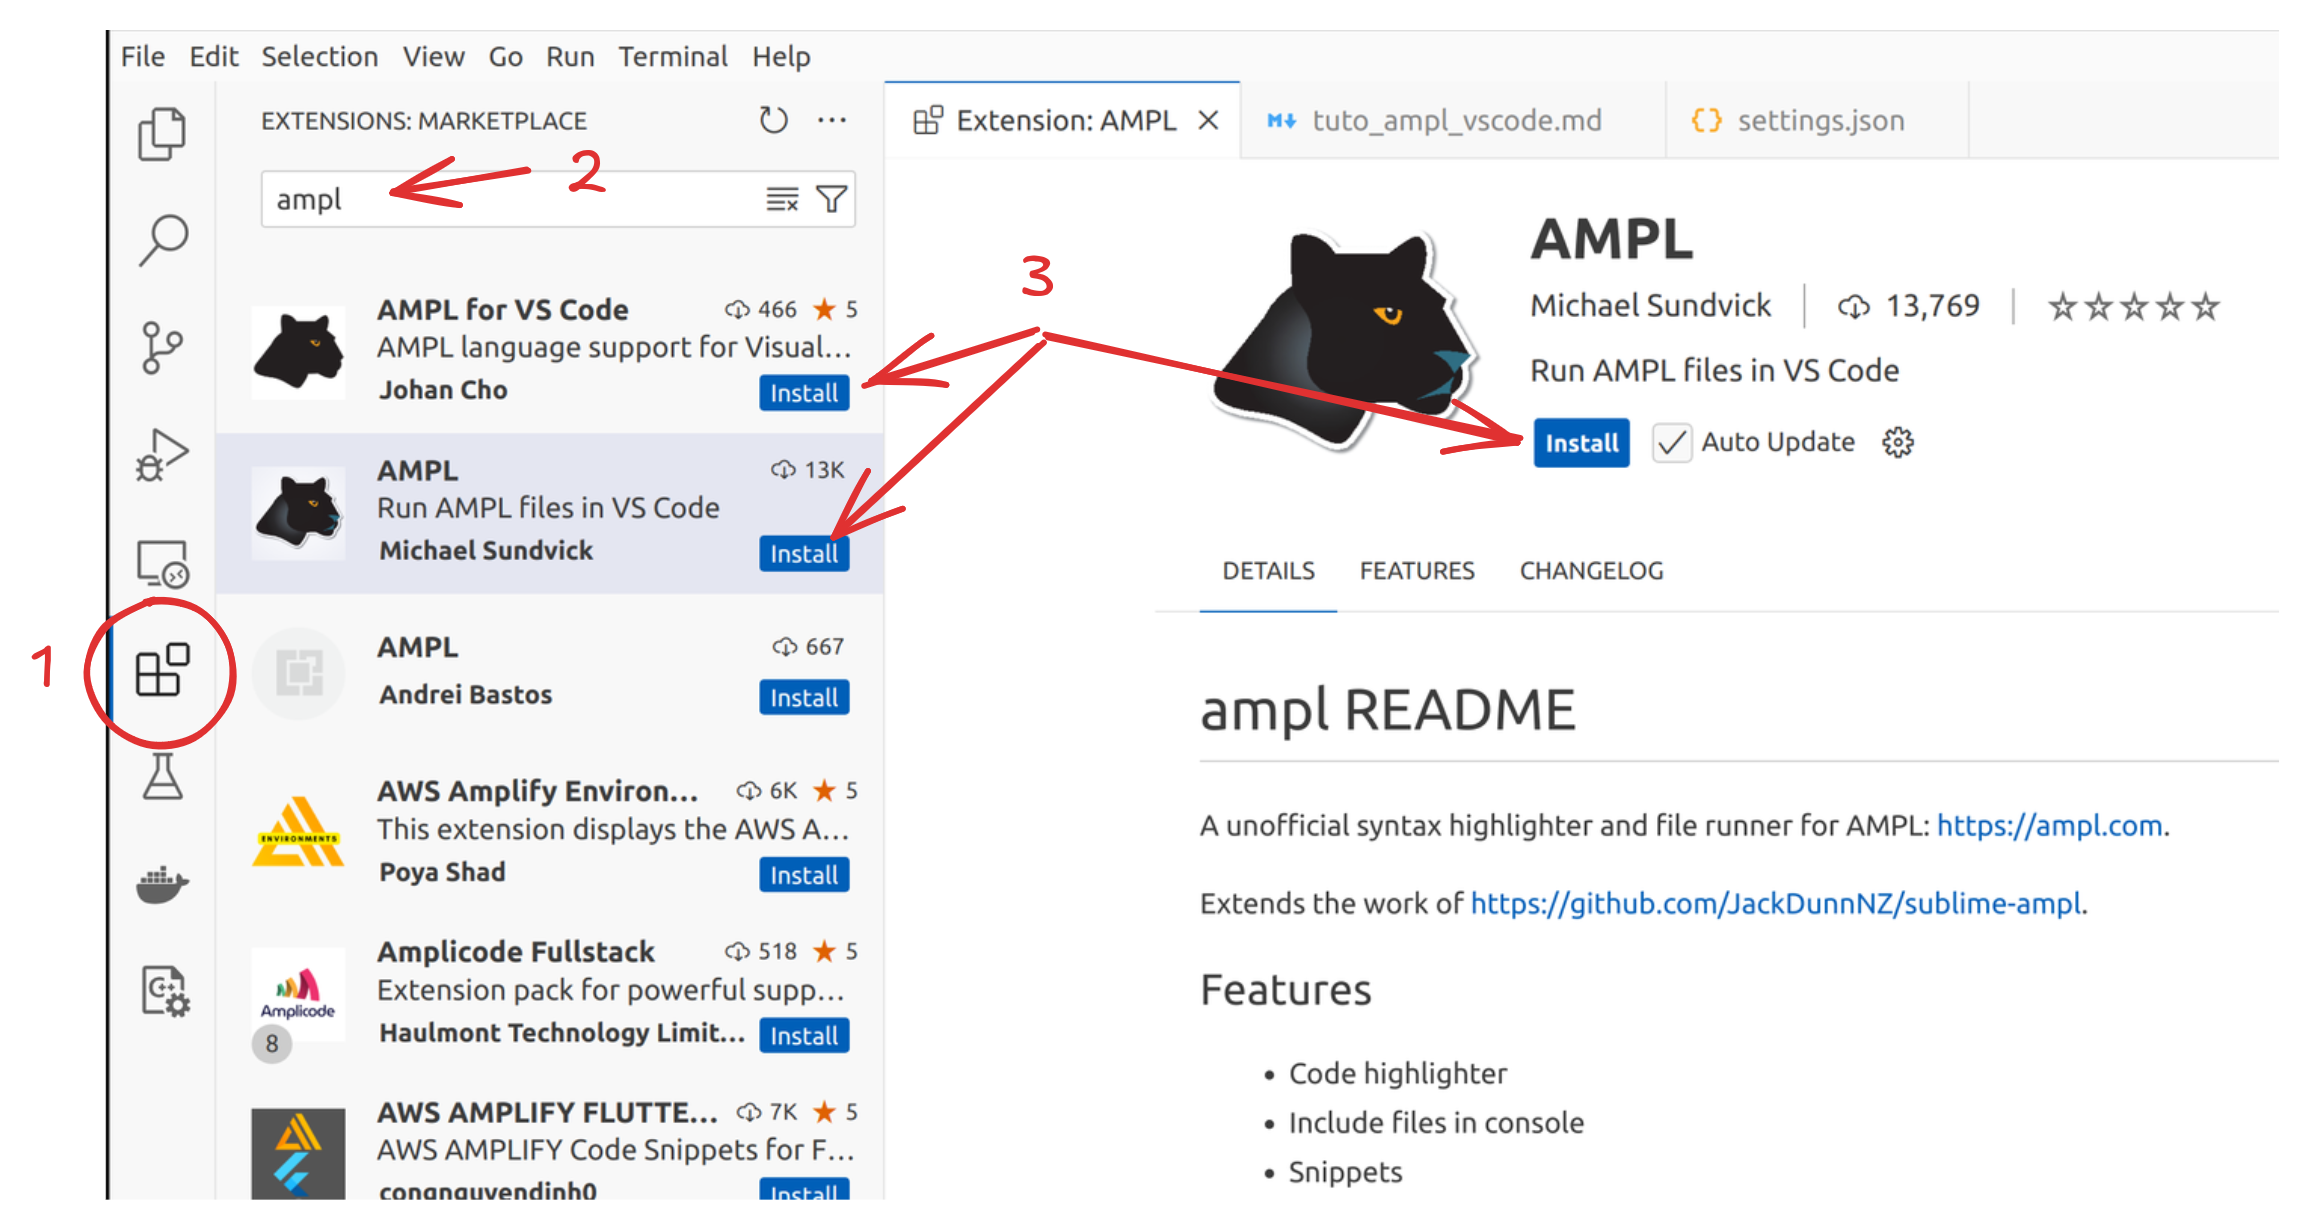 File Edit Selection View Go Run Terminal Help
EXTENSIONS: MARKETPLACE
ampl
1
2
3
AMPL for VS Code 466 ★ 5
AMPL language support for Visual...
Johan Cho Install
AMPL 13K
Run AMPL files in VS Code
Michael Sundvick Install
AMPL 667
Andrei Bastos Install
ENVIRONMENTS
AWS Amplify Environ... 6K ★ 5
This extension displays the AWS A...
Poya Shad Install
Amplicode
8
Amplicode Fullstack 518 ★ 5
Extension pack for powerful supp...
Haulmont Technology Limit... Install
AWS AMPLIFY FLUTTE... 7K ★ 5
AWS AMPLIFY Code Snippets for F...
congnguyendinh0 Install
Extension: AMPL tuto_ampl_vscode.md {} settings.json
AMPL
Michael Sundvick 13,769 ☆☆☆☆☆
Run AMPL files in VS Code
Install Auto Update
DETAILS FEATURES CHANGELOG
ampl README
A unofficial syntax highlighter and file runner for AMPL: https://ampl.com.
Extends the work of https://github.com/JackDunnNZ/sublime-ampl.
Features
• Code highlighter
• Include files in console
• Snippets